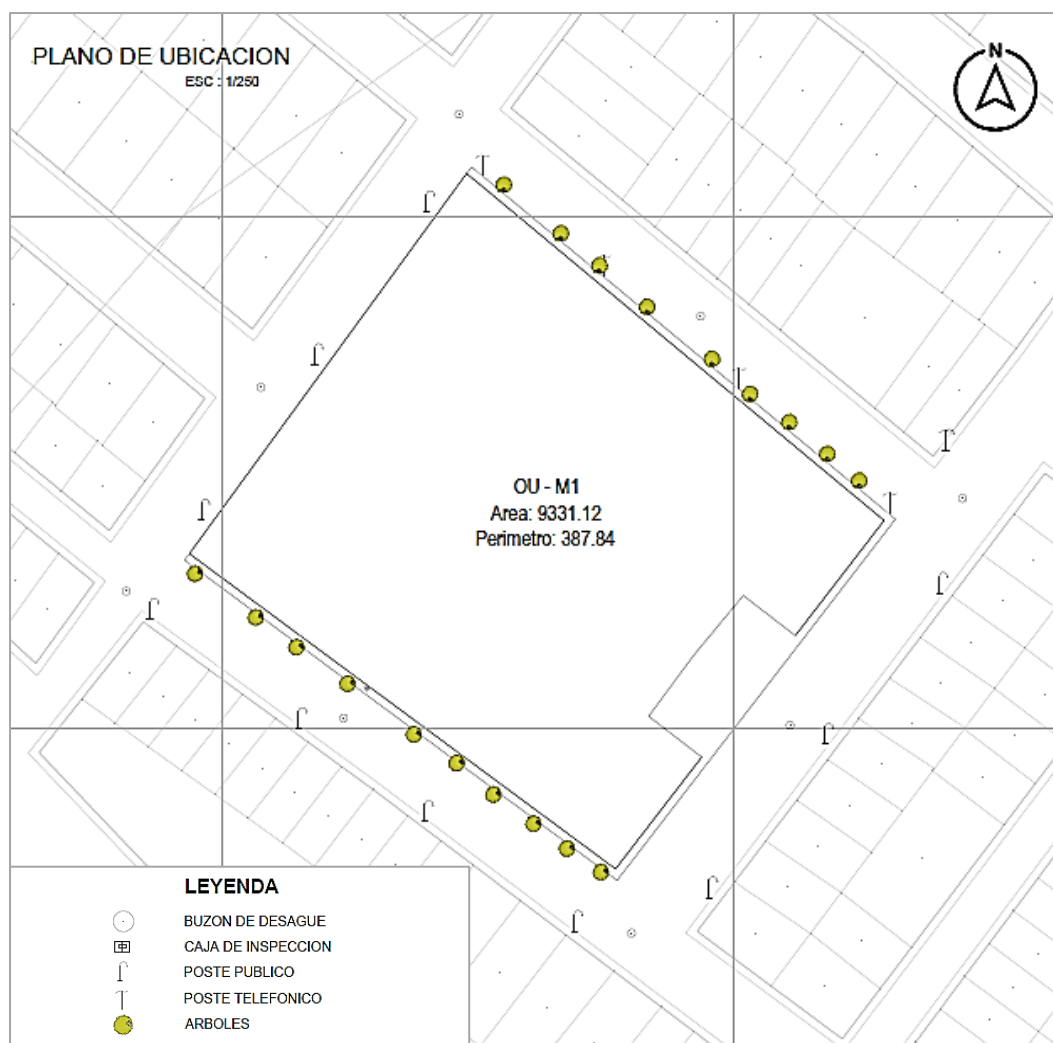 PLANO DE UBICACION
ESC : 1/250
N
OU - M1
Area: 9331.12
Perimetro: 387.84
LEYENDA
BUZON DE DESAGUE
CAJA DE INSPECCION
POSTE PUBLICO
POSTE TELEFONICO
ARBOLES